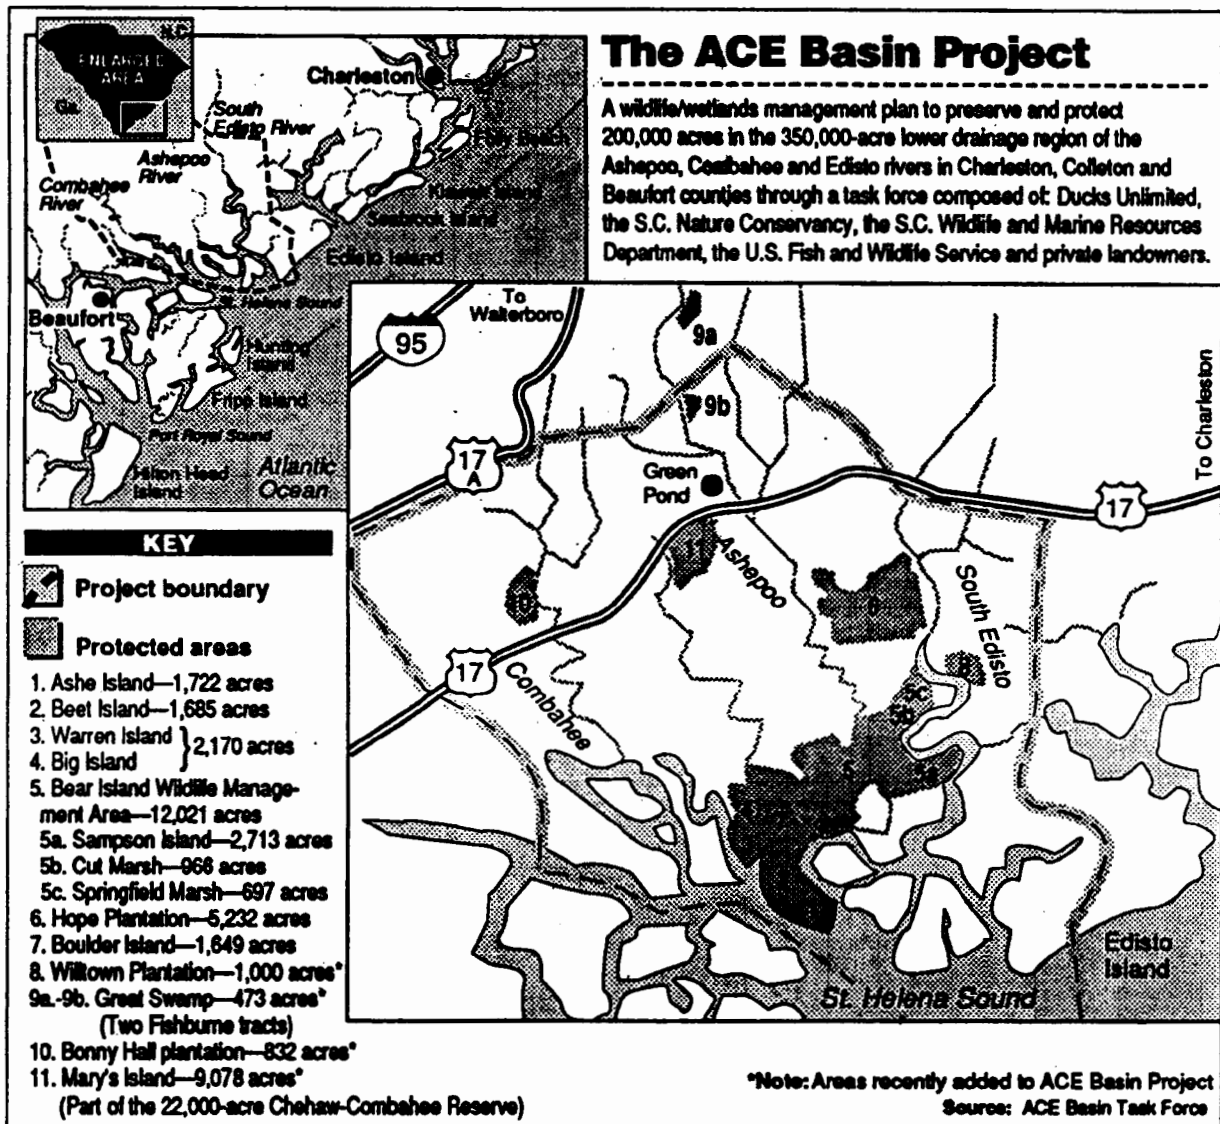 The ACE Basin Project
A wildlife/wetlands management plan to preserve and protect
200,000 acres in the 350,000-acre lower drainage region of the
Ashepoo, Combahee and Edisto rivers in Charleston, Colleton and
Beaufort counties through a task force composed of: Ducks Unlimited,
the S.C. Nature Conservancy, the S.C. Wildlife and Marine Resources
Department, the U.S. Fish and Wildlife Service and private landowners.
N.C.
ENLARGED
AREA
Ga.
Charleston
South
Edisto River
Folly Beach
Ashepoo
River
Kiawah Island
Combahee
River
Seabrook Island
Edisto Island
St. Helena Sound
Beaufort
Hunting
Island
Fripp Island
Port Royal Sound
Hilton Head
Island
Atlantic
Ocean
To
Walterboro
95
9a
9b
To Charleston
17
A
Green
Pond
17
11
Ashepoo
10
6
South Edisto
8
17
Combahee
5c
5b
5
5a
Edisto
Island
St. Helena Sound
KEY
Project boundary
Protected areas
1. Ashe Island—1,722 acres
2. Beet Island—1,685 acres
3. Warren Island
4. Big Island
2,170 acres
5. Bear Island Wildlife Manage-
ment Area—12,021 acres
5a. Sampson Island—2,713 acres
5b. Cut Marsh—966 acres
5c. Springfield Marsh—697 acres
6. Hope Plantation—5,232 acres
7. Boulder Island—1,649 acres
8. Willtown Plantation—1,000 acres*
9a.-9b. Great Swamp—473 acres*
(Two Fishburne tracts)
10. Bonny Hall plantation—832 acres*
11. Mary's Island—9,078 acres*
(Part of the 22,000-acre Chehaw-Combahee Reserve)
*Note: Areas recently added to ACE Basin Project
Source: ACE Basin Task Force